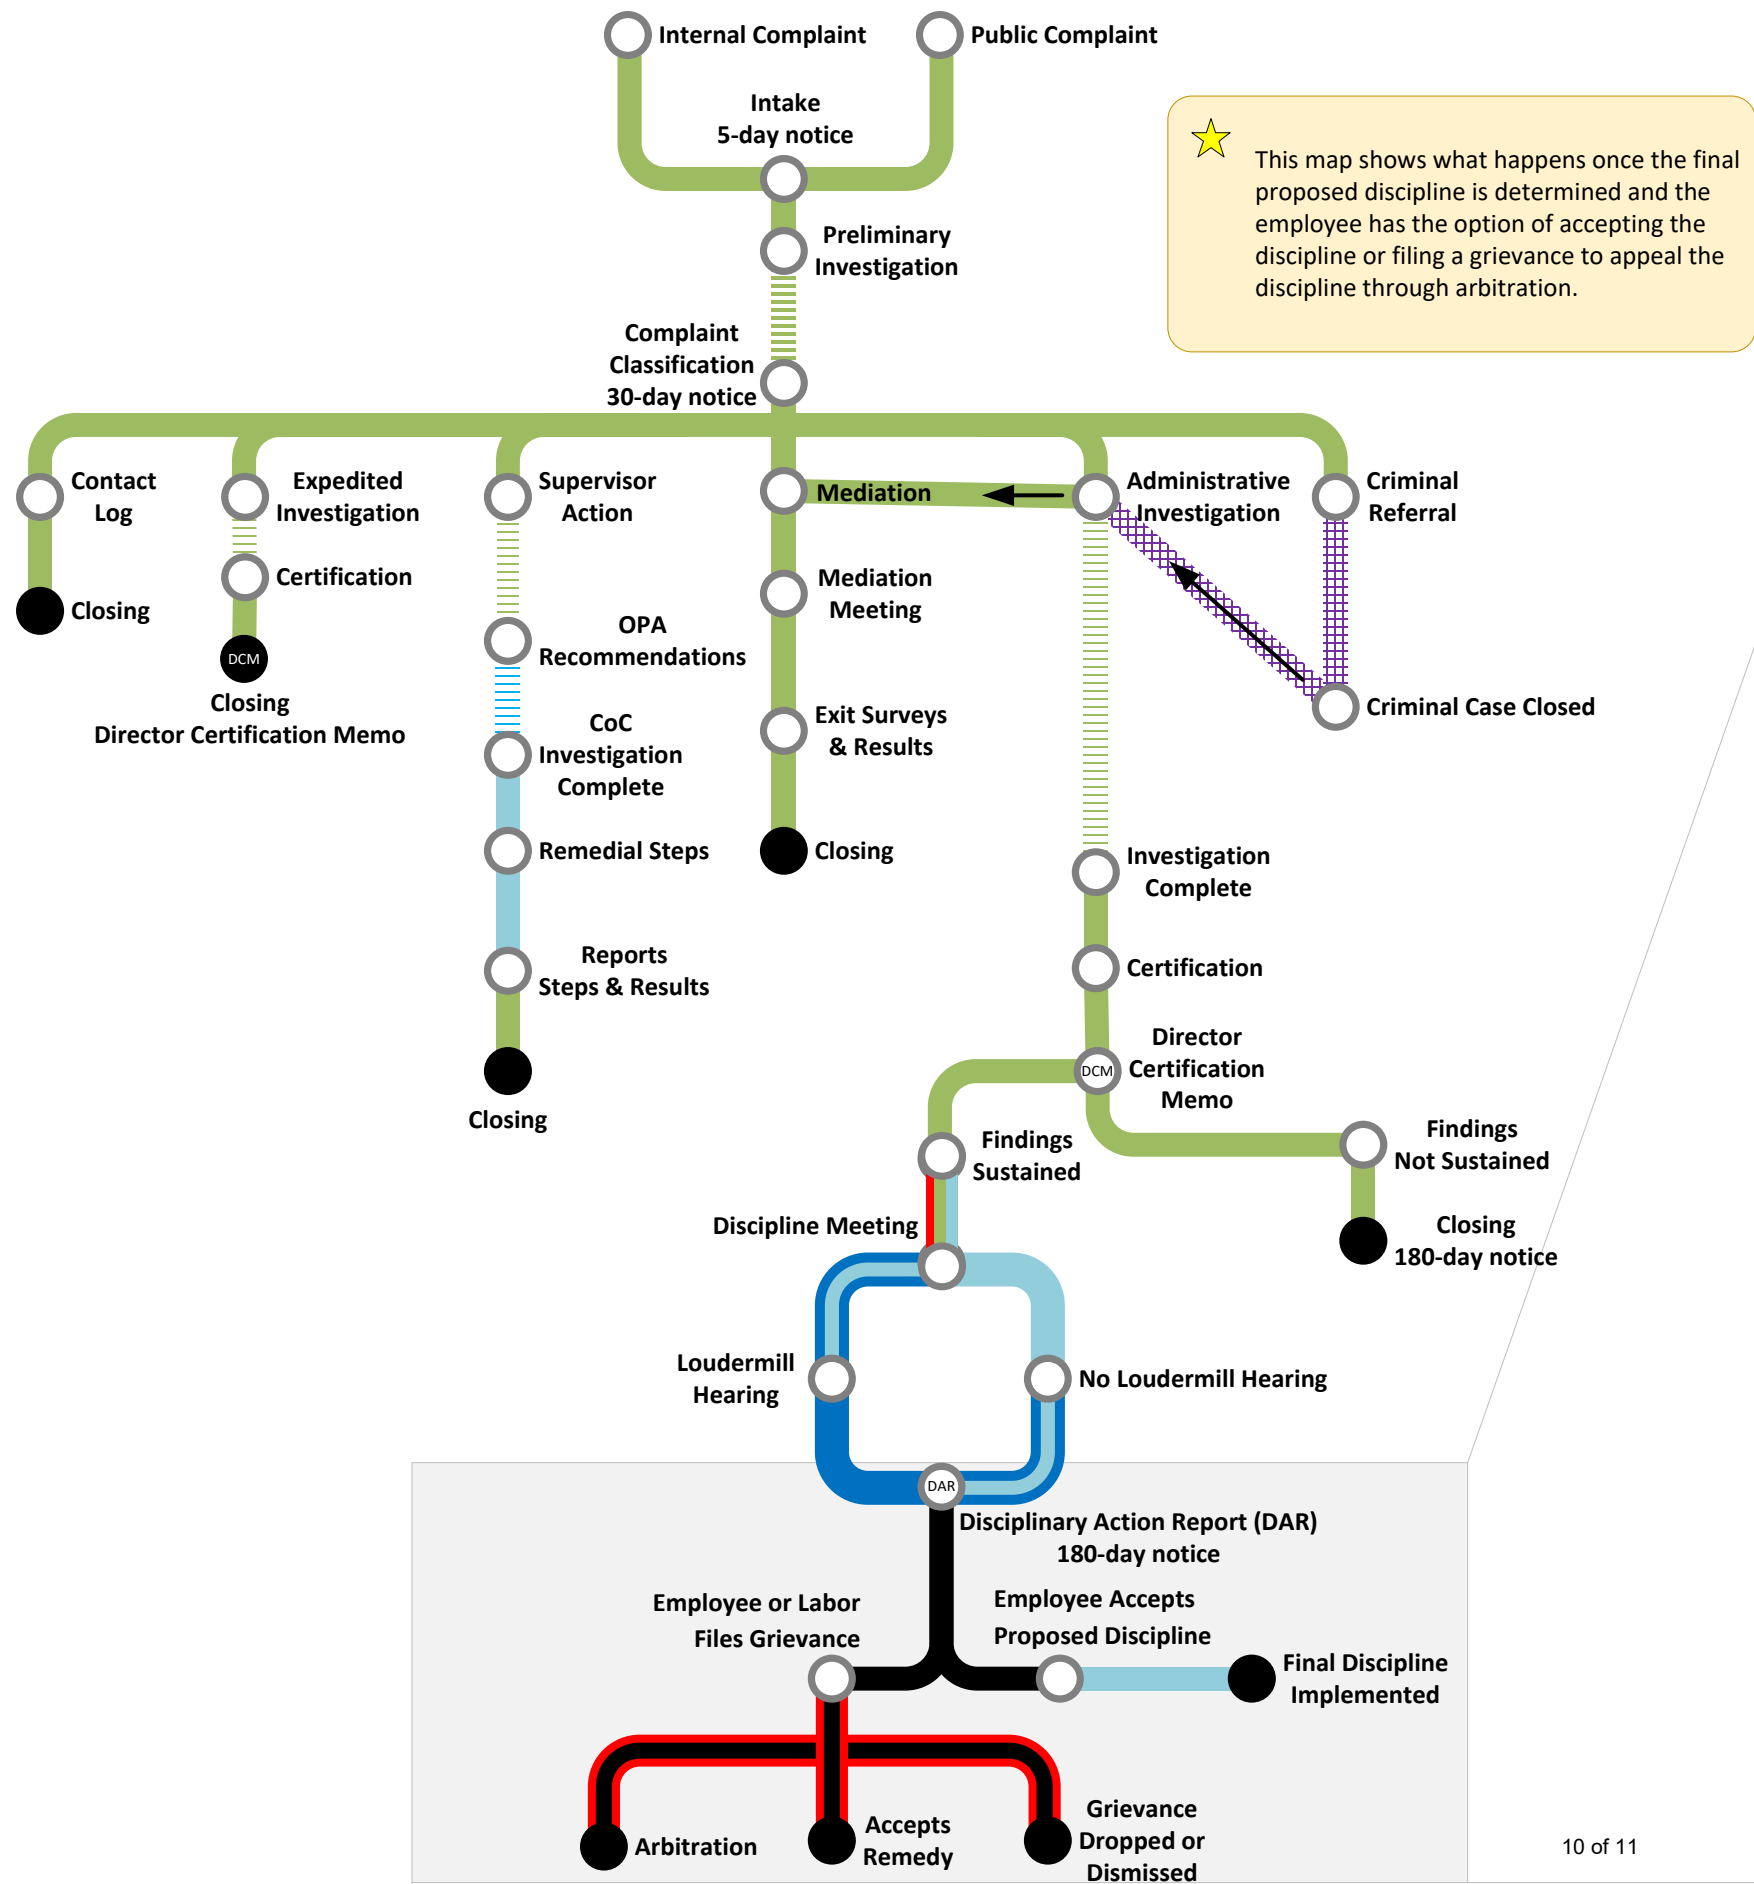 Internal Complaint
Public Complaint
Intake
5-day notice
This map shows what happens once the final
proposed discipline is determined and the
employee has the option of accepting the
discipline or filing a grievance to appeal the
discipline through arbitration.
Preliminary
Investigation
Complaint
Classification
30-day notice
Contact
Log
Expedited
Investigation
Supervisor
Action
Mediation
Administrative
Investigation
Criminal
Referral
Closing
Certification
DCM
Closing
Director Certification Memo
OPA
Recommendations
CoC
Investigation
Complete
Remedial Steps
Reports
Steps & Results
Closing
Mediation
Meeting
Exit Surveys
& Results
Closing
Criminal Case Closed
Investigation
Complete
Certification
DCM
Director
Certification
Memo
Findings
Sustained
Findings
Not Sustained
Closing
180-day notice
Discipline Meeting
Loudermill
Hearing
No Loudermill Hearing
DAR
Disciplinary Action Report (DAR)
180-day notice
Employee or Labor
Files Grievance
Employee Accepts
Proposed Discipline
Final Discipline
Implemented
Arbitration
Accepts
Remedy
Grievance
Dropped or
Dismissed
10 of 11